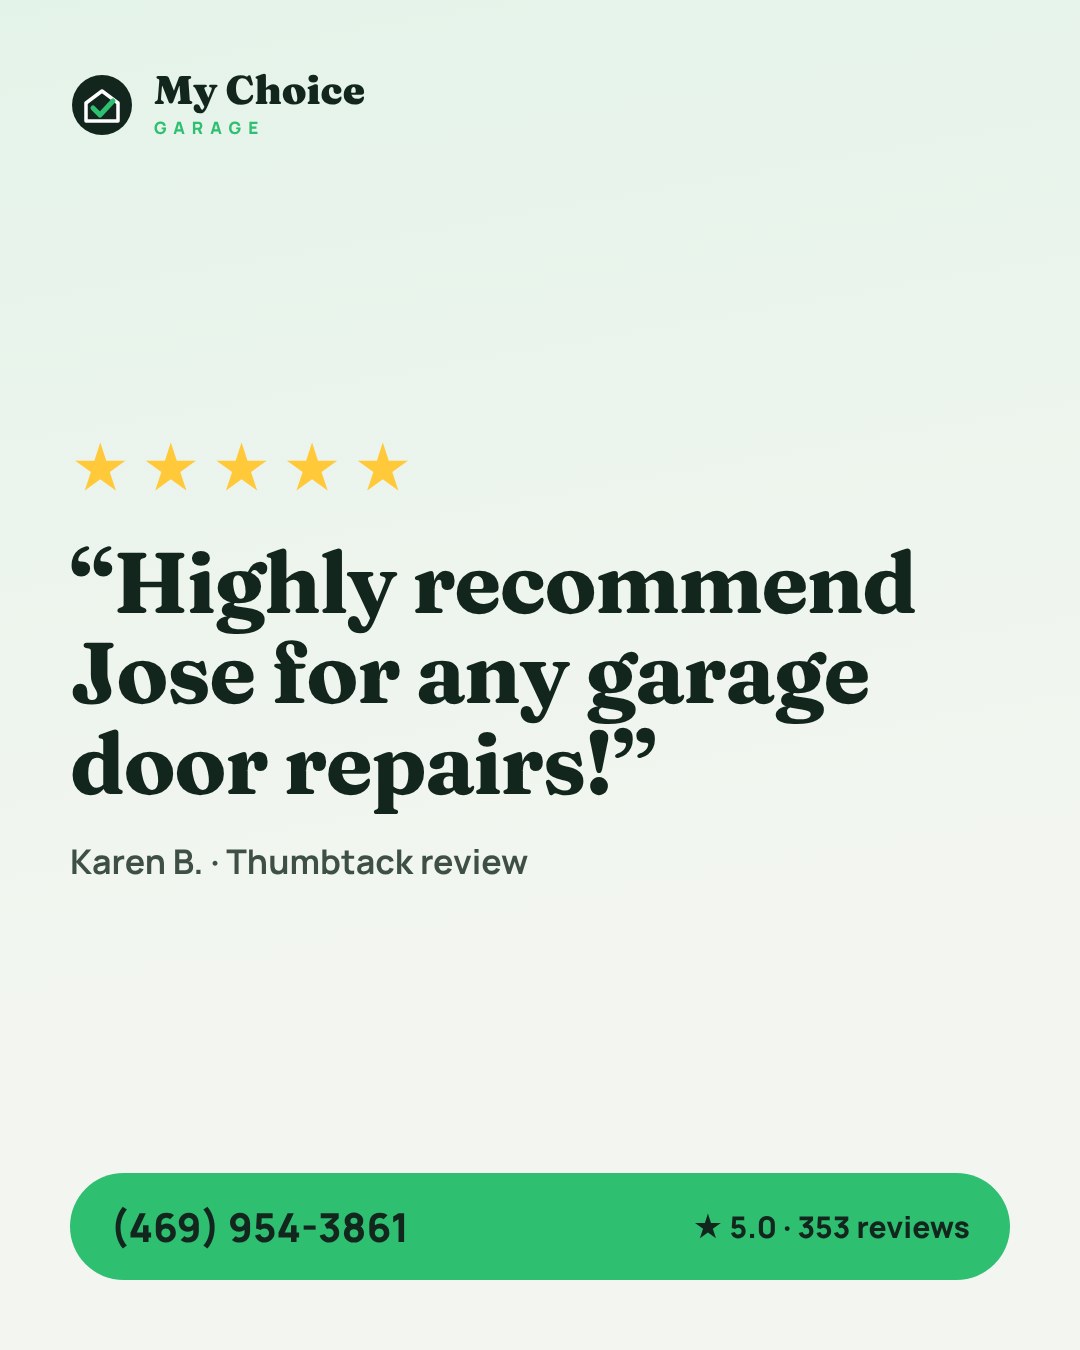 My Choice
GARAGE
★★★★★
“Highly recommend
Jose for any garage
door repairs!”
Karen B. · Thumbtack review
(469) 954-3861
★ 5.0 · 353 reviews